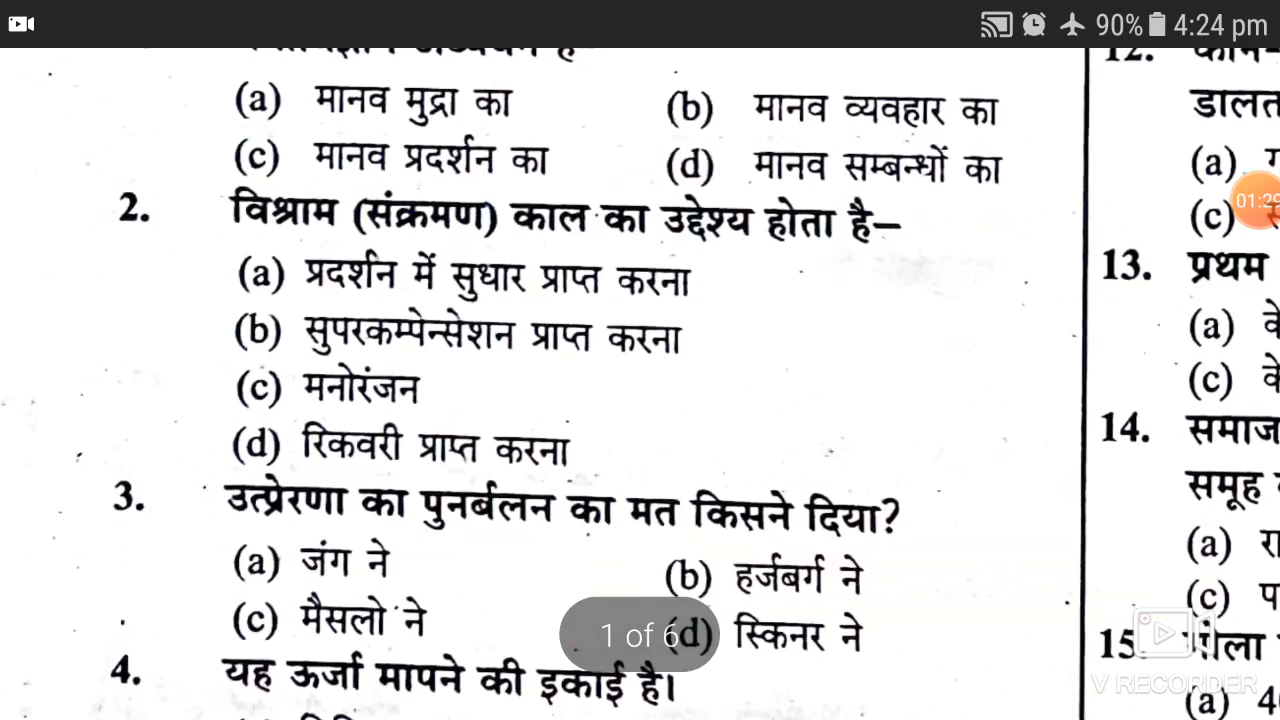 90% 4:24 pm
(a) मानव मुद्रा का (b) मानव व्यवहार का
(c) मानव प्रदर्शन का (d) मानव सम्बन्धों का
2. विश्राम (संक्रमण) काल का उद्देश्य होता है–
(a) प्रदर्शन में सुधार प्राप्त करना
(b) सुपरकम्पेन्सेशन प्राप्त करना
(c) मनोरंजन
(d) रिकवरी प्राप्त करना
3. उत्प्रेरणा का पुनर्बलन का मत किसने दिया?
(a) जंग ने (b) हर्जबर्ग ने
(c) मैसलो ने (d) स्किनर ने
1 of 6
4. यह ऊर्जा मापने की इकाई है।
12.
(a)
(c)
01:29
13. प्रथम
(a)
(c)
14. समाज
समूह
(a)
(c)
15.
(a)
V RECORDER